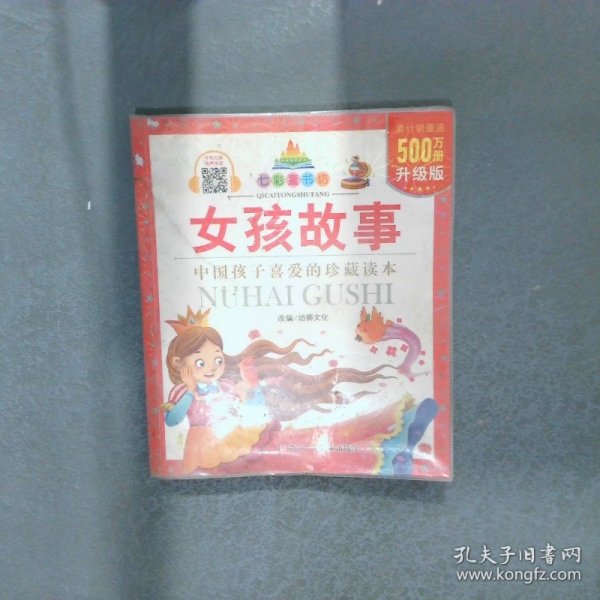 累计销量逾
500万册
升级版
七彩童书坊
QICAITONGSHUFANG
女孩故事
中国孩子喜爱的珍藏读本
NÜHAI GUSHI
改编/幼狮文化
孔夫子旧书网
www.kongfz.com